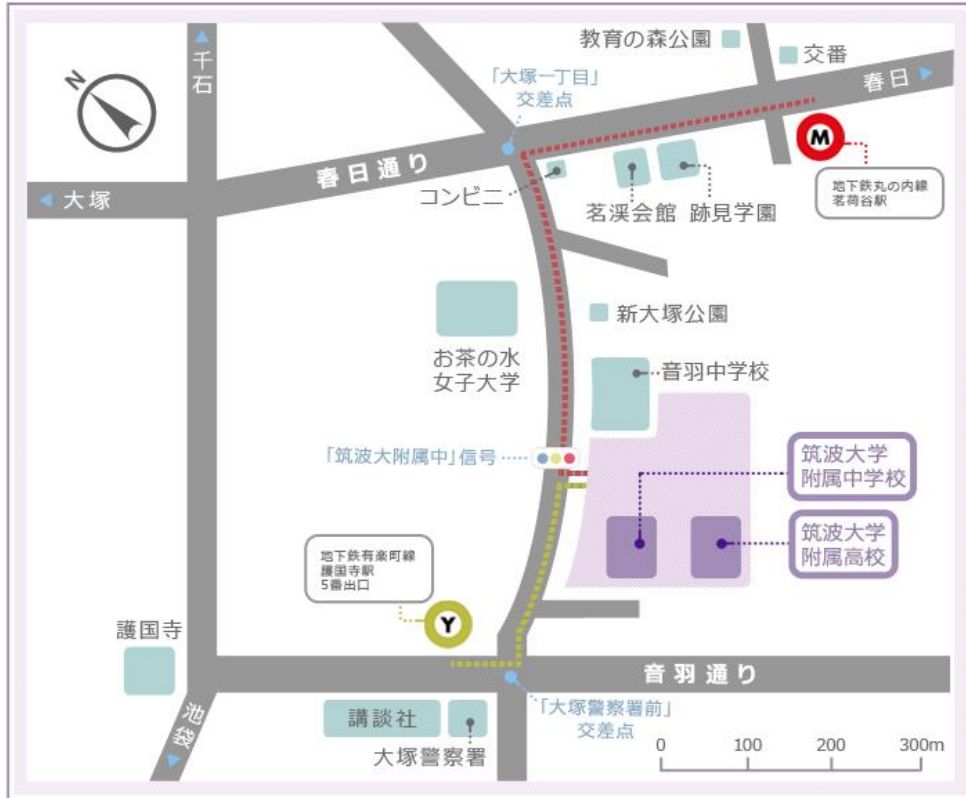 教育の森公園
交番
千石
N
「大塚一丁目」
交差点
春日
M
春日通り
コンビニ
茗渓会館
跡見学園
地下鉄丸の内線
茗荷谷駅
大塚
新大塚公園
お茶の水
女子大学
音羽中学校
「筑波大附属中」信号
筑波大学
附属中学校
筑波大学
附属高校
地下鉄有楽町線
護国寺駅
5番出口
Y
護国寺
音羽通り
池袋
講談社
大塚警察署
「大塚警察署前」
交差点
0 100 200 300m